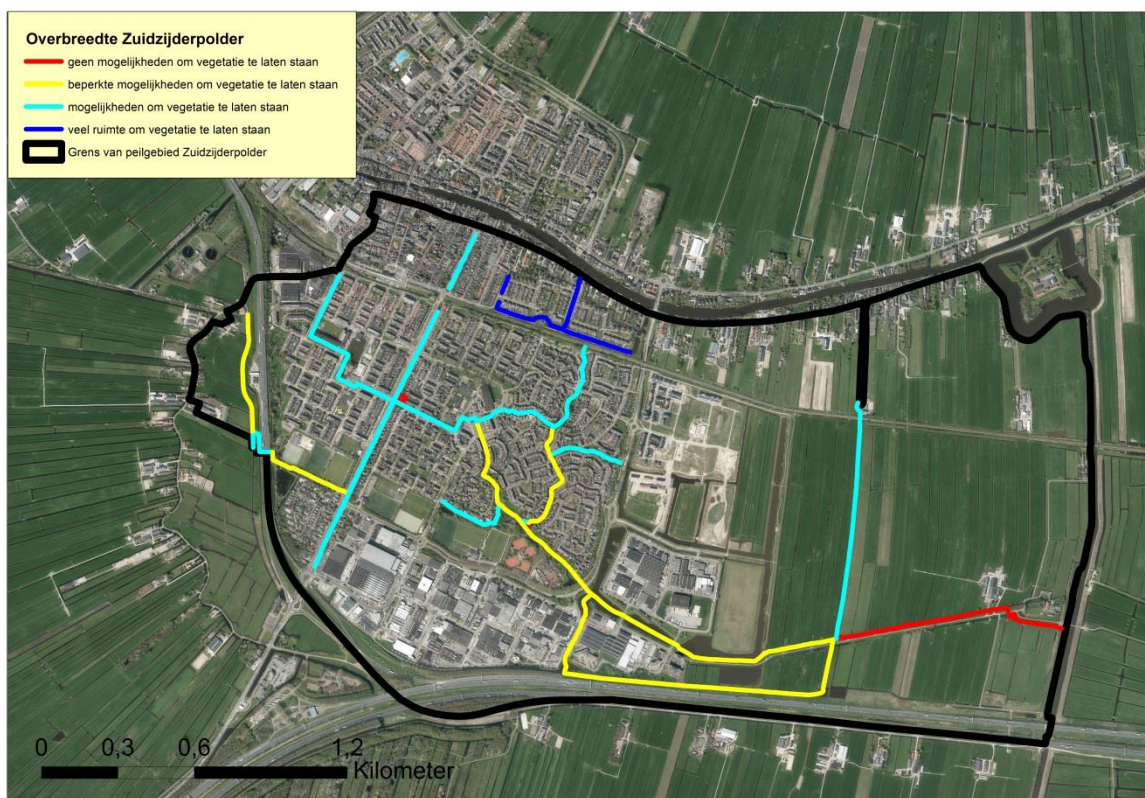 Overbreedte Zuidzijderpolder
geen mogelijkheden om vegetatie te laten staan
beperkte mogelijkheden om vegetatie te laten staan
mogelijkheden om vegetatie te laten staan
veel ruimte om vegetatie te laten staan
Grens van peilgebied Zuidzijderpolder
0 0,3 0,6 1,2
Kilometer